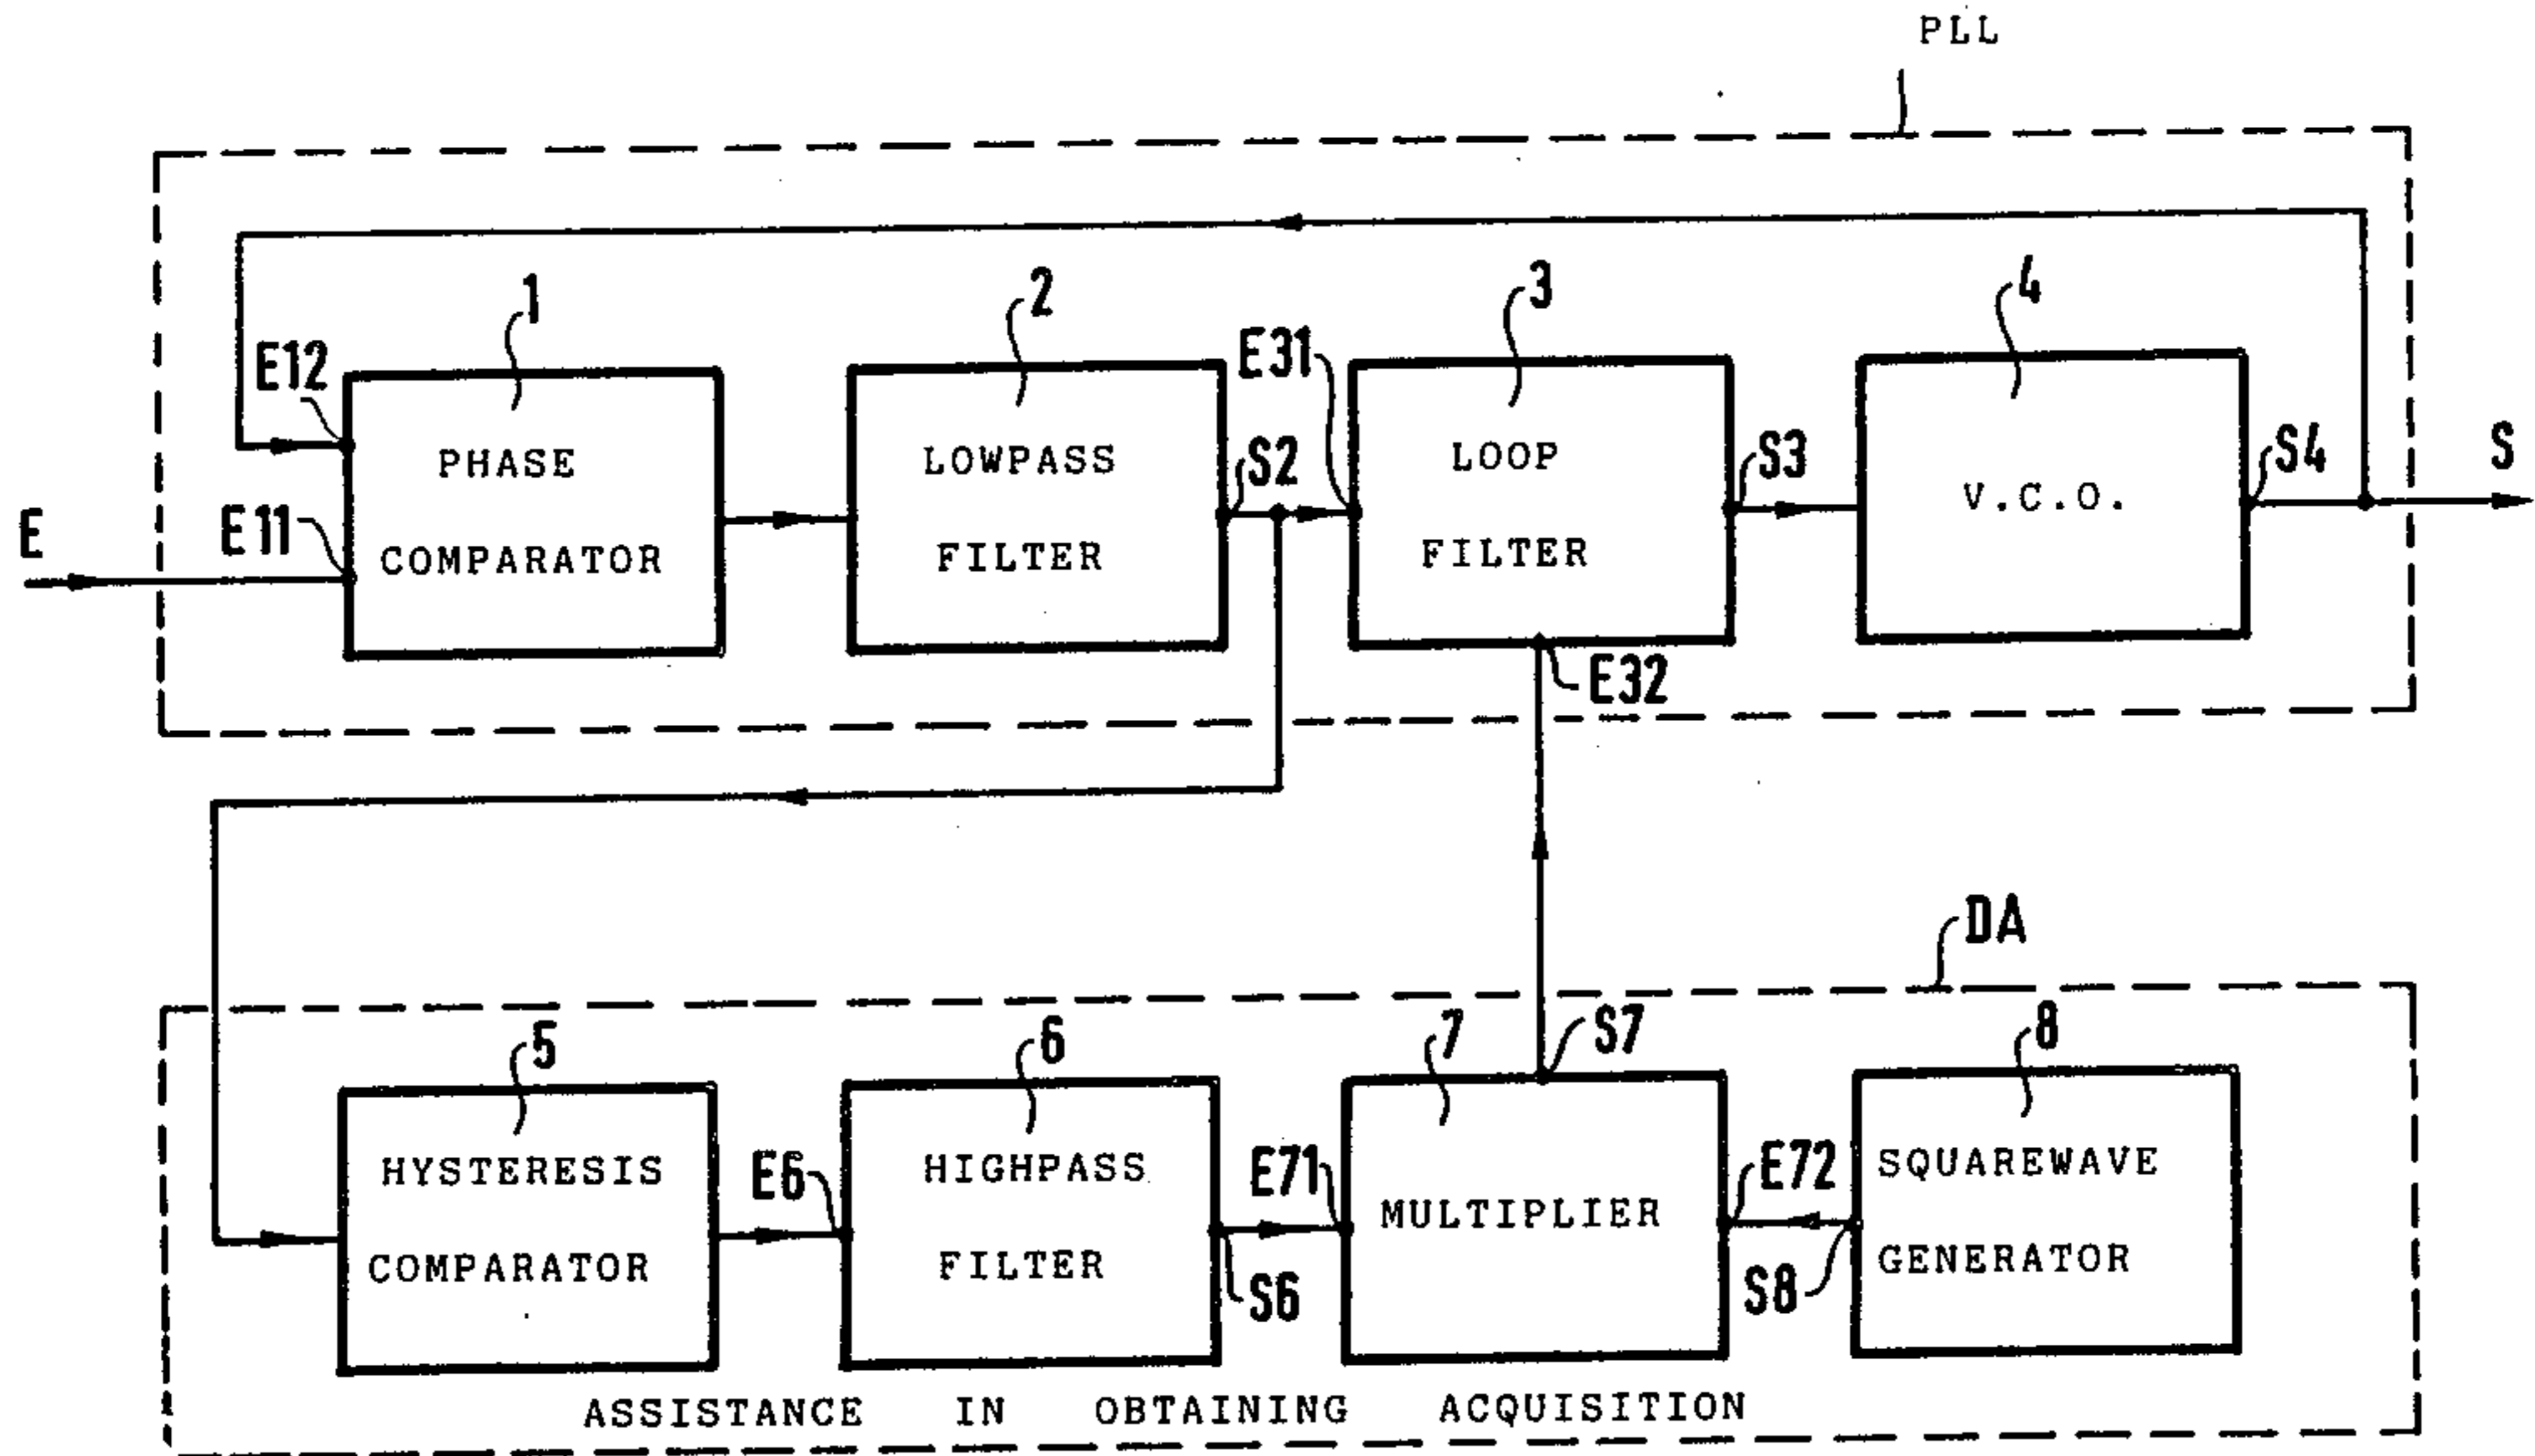 PLL
1
2
3
4
E12
E31
PHASE
COMPARATOR
LOWPASS
FILTER
S2
LOOP
FILTER
S3
V.C.O.
S4
S
E
E11
E32
DA
5
6
7
S7
8
HYSTERESIS
COMPARATOR
E6
HIGHPASS
FILTER
S6
E71
MULTIPLIER
E72
S8
SQUAREWAVE
GENERATOR
ASSISTANCE IN OBTAINING ACQUISITION